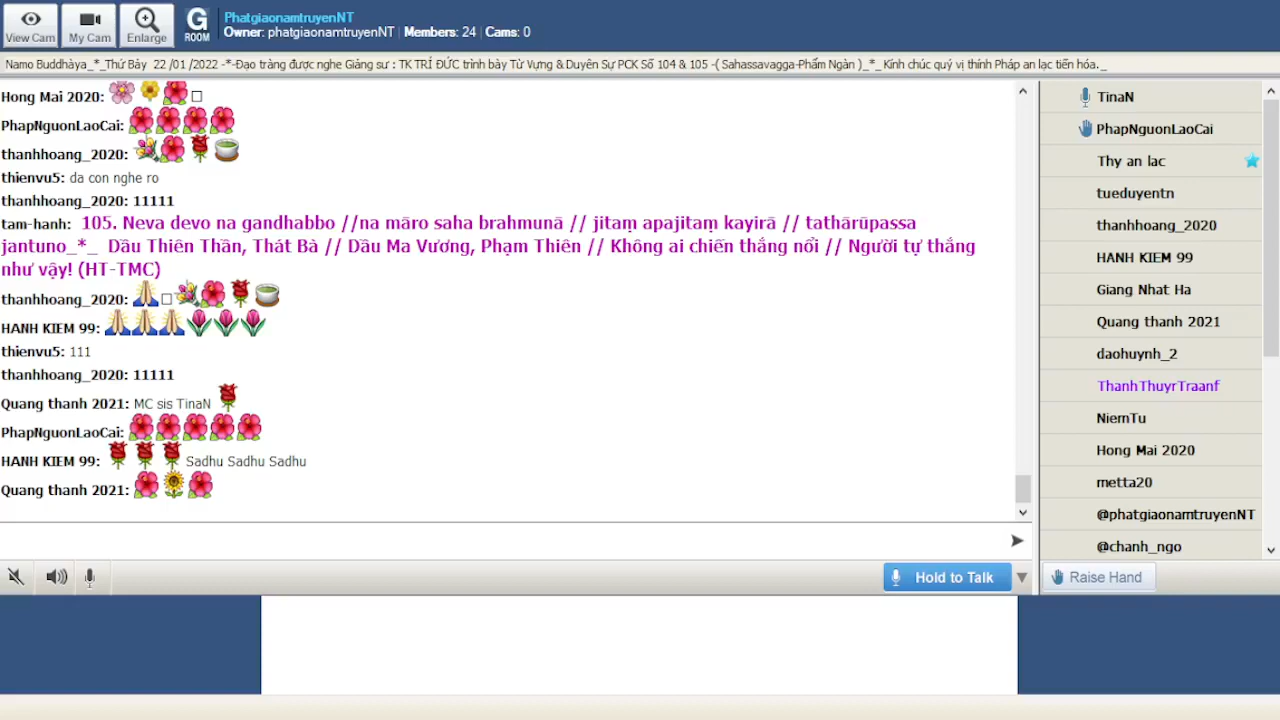 View Cam
My Cam
Enlarge
G
ROOM
PhatgiaonamtruyenNT
Owner: phatgiaonamtruyenNT | Members: 24 | Cams: 0
Namo Buddhàya_*_Thứ Bảy 22 /01 /2022 -*-Đạo tràng được nghe Giảng sư : TK TRÍ ĐỨC trình bày Từ Vựng & Duyên Sự PCK Số 104 & 105 -( Sahassavagga-Phẩm Ngàn )_*_ Kính chúc quý vị thính Pháp an lạc tiến hóa._
Hong Mai 2020:
PhapNguonLaoCai:
thanhhoang_2020:
thienvu5: da con nghe ro
thanhhoang_2020: 11111
tam-hanh: 105. Neva devo na gandhabbo //na māro saha brahmunā // jitaṃ apajitaṃ kayirā // tathārūpassa
jantuno_*_ Dầu Thiên Thần, Thát Bà // Dầu Ma Vương, Phạm Thiên // Không ai chiến thắng nổi // Người tự thắng
như vậy! (HT-TMC)
thanhhoang_2020:
HANH KIEM 99:
thienvu5: 111
thanhhoang_2020: 11111
Quang thanh 2021: MC sis TinaN
PhapNguonLaoCai:
HANH KIEM 99: Sadhu Sadhu Sadhu
Quang thanh 2021:
Hold to Talk
TinaN
PhapNguonLaoCai
Thy an lac
tueduyentn
thanhhoang_2020
HANH KIEM 99
Giang Nhat Ha
Quang thanh 2021
daohuynh_2
ThanhThuyrTraanf
NiemTu
Hong Mai 2020
metta20
@phatgiaonamtruyenNT
@chanh_ngo
Raise Hand